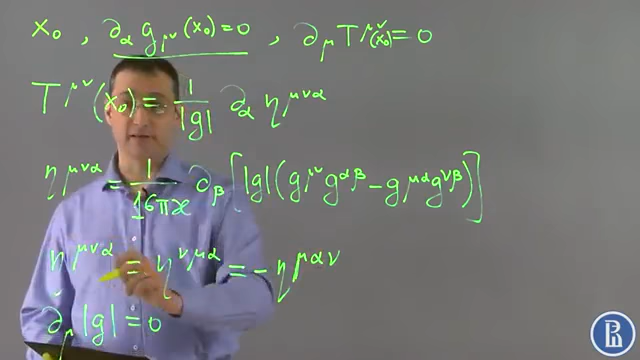 x₀ , ∂_α g_μν(x₀)=0 , ∂_μ T^μν(x₀)=0
T^μν(x₀)= 1/|g| ∂_α η^μνα
η^μνα = 1/16πϰ ∂_β [|g|(g^μν g^αβ − g^μα g^νβ)]
η^μνα = η^νμα = −η^μαν
∂_μ |g|=0